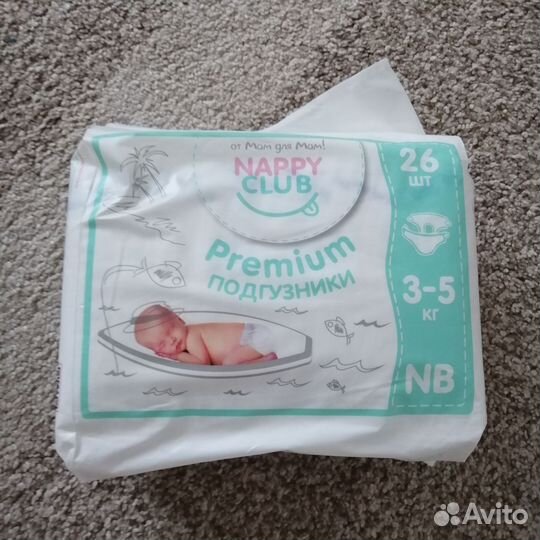 от Мам для Мам!
NAPPY
CLUB
Premium
ПОДГУЗНИКИ
26
ШТ
3-5
КГ
NB
Avito